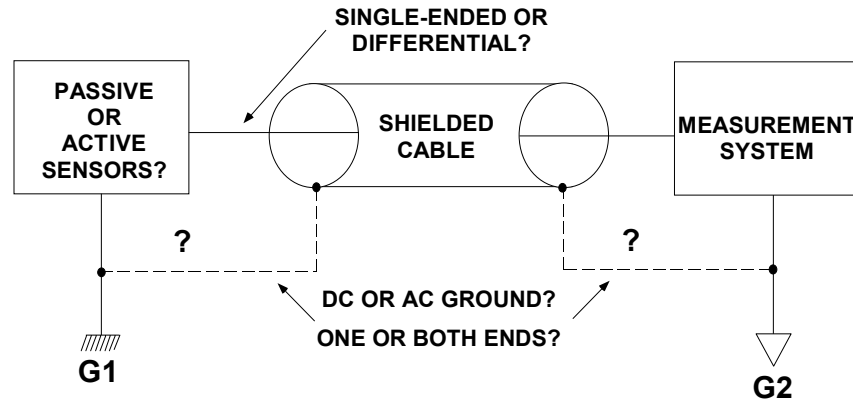 SINGLE-ENDED OR
DIFFERENTIAL?
PASSIVE
OR
ACTIVE
SENSORS?
SHIELDED
CABLE
MEASUREMENT
SYSTEM
?
?
DC OR AC GROUND?
ONE OR BOTH ENDS?
G1
G2